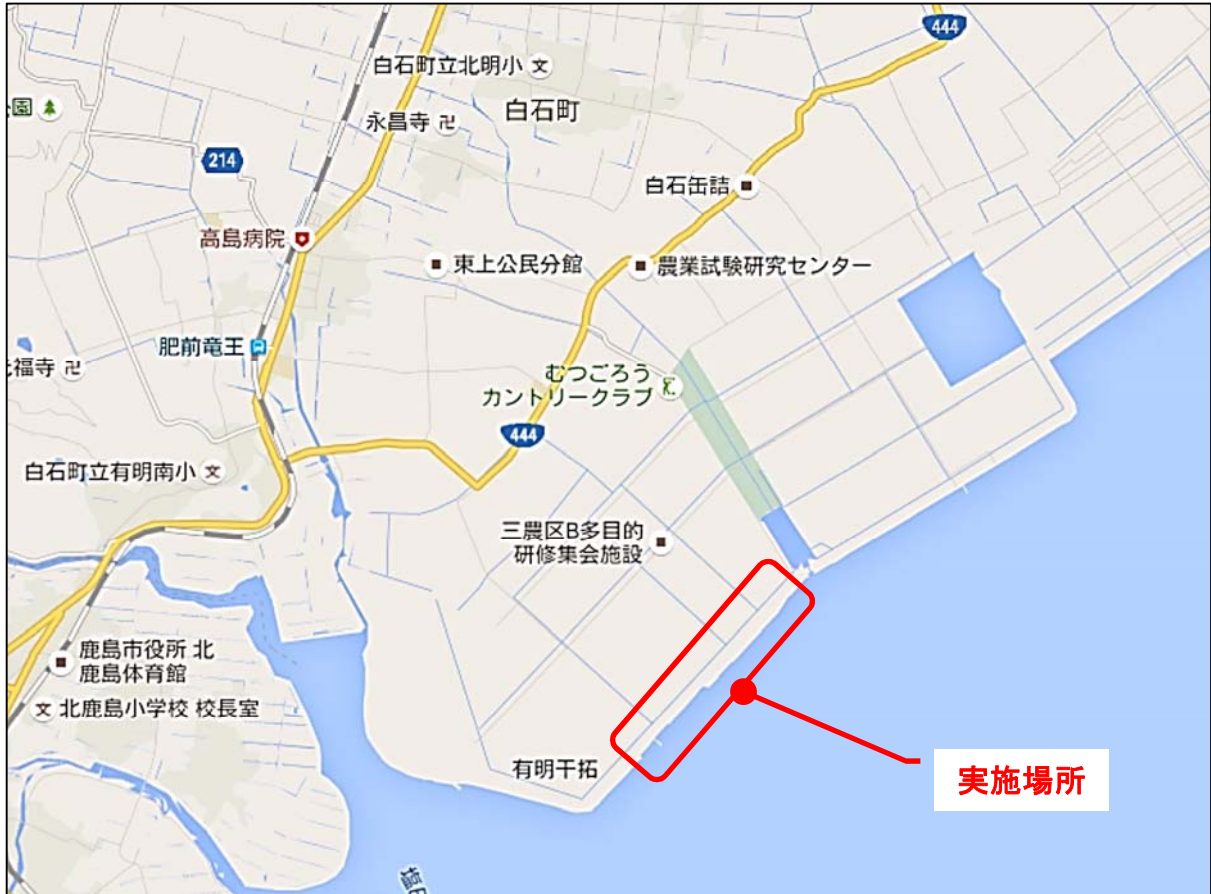 444
白石町立北明小
公園
白石町
永昌寺
214
白石缶詰
高島病院
東上公民分館
農業試験研究センター
肥前竜王
福寺
むつごろう
カントリークラブ
444
白石町立有明南小
三農区B多目的
研修集会施設
鹿島市役所 北
鹿島体育館
北鹿島小学校 校長室
有明干拓
実施場所
塩